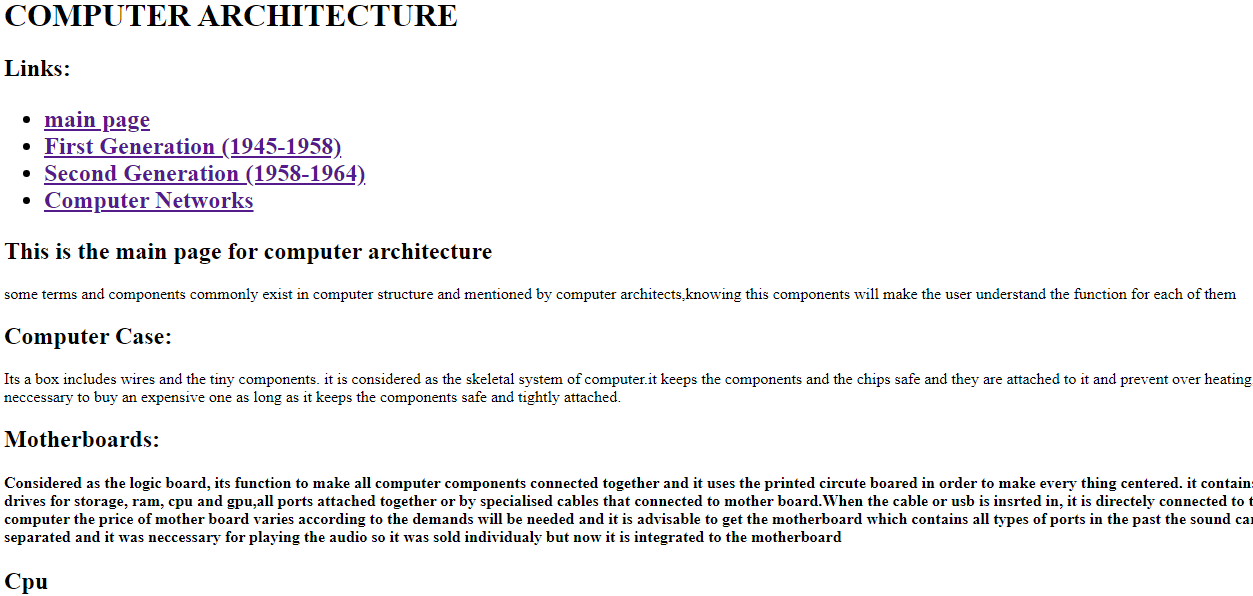 COMPUTER ARCHITECTURE
Links:
main page
First Generation (1945-1958)
Second Generation (1958-1964)
Computer Networks
This is the main page for computer architecture
some terms and components commonly exist in computer structure and mentioned by computer architects,knowing this components will make the user understand the function for each of them
Computer Case:
Its a box includes wires and the tiny components. it is considered as the skeletal system of computer.it keeps the components and the chips safe and they are attached to it and prevent over heating
neccessary to buy an expensive one as long as it keeps the components safe and tightly attached.
Motherboards:
Considered as the logic board, its function to make all computer components connected together and it uses the printed circute boared in order to make every thing centered. it
drives for storage, ram, cpu and gpu,all ports attached together or by specialised cables that connected to mother board.When the cable or usb is insrted in, it is directely connected to
computer the price of mother board varies according to the demands will be needed and it is advisable to get the motherboard which contains all types of ports in the past the sound
separated and it was neccessary for playing the audio so it was sold individualy but now it is integrated to the motherboard
Cpu